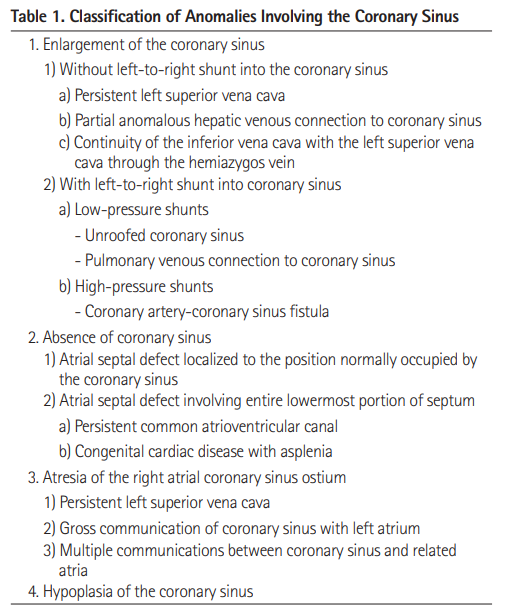 Table 1. Classification of Anomalies Involving the Coronary Sinus
1. Enlargement of the coronary sinus
1) Without left-to-right shunt into the coronary sinus
a) Persistent left superior vena cava
b) Partial anomalous hepatic venous connection to coronary sinus
c) Continuity of the inferior vena cava with the left superior vena
cava through the hemiazygos vein
2) With left-to-right shunt into coronary sinus
a) Low-pressure shunts
- Unroofed coronary sinus
- Pulmonary venous connection to coronary sinus
b) High-pressure shunts
- Coronary artery-coronary sinus fistula
2. Absence of coronary sinus
1) Atrial septal defect localized to the position normally occupied by
the coronary sinus
2) Atrial septal defect involving entire lowermost portion of septum
a) Persistent common atrioventricular canal
b) Congenital cardiac disease with asplenia
3. Atresia of the right atrial coronary sinus ostium
1) Persistent left superior vena cava
2) Gross communication of coronary sinus with left atrium
3) Multiple communications between coronary sinus and related
atria
4. Hypoplasia of the coronary sinus